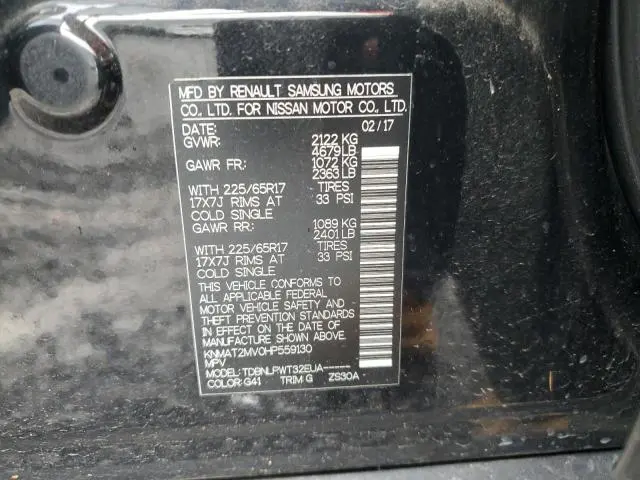 MFD BY RENAULT SAMSUNG MOTORS
CO., LTD. FOR NISSAN MOTOR CO., LTD.
DATE: 02/17
GVWR: 2122 KG
4679 LB
GAWR FR: 1072 KG
2363 LB
WITH 225/65R17 TIRES
17X7J RIMS AT 33 PSI
COLD SINGLE
GAWR RR: 1089 KG
2401 LB
WITH 225/65R17 TIRES
17X7J RIMS AT 33 PSI
COLD SINGLE
THIS VEHICLE CONFORMS TO
ALL APPLICABLE FEDERAL
MOTOR VEHICLE SAFETY AND
THEFT PREVENTION STANDARDS
IN EFFECT ON THE DATE OF
MANUFACTURE SHOWN ABOVE.
KNMAT2MV0HP559130
MPV
MODEL: TDBNLPWT32EUA------
COLOR: G41 TRIM G ZS30A